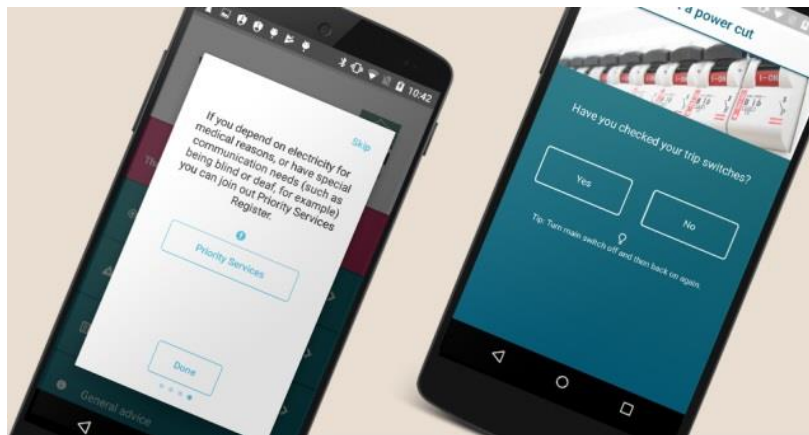 10:42
Skip
If you depend on electricity for
medical reasons, or have special
communication needs (such as
being blind or deaf, for example)
you can join out Priority Services
Register.
Priority Services
Done
General advice
a power cut
Have you checked your trip switches?
Yes
No
Tip: Turn main switch off and then back on again.